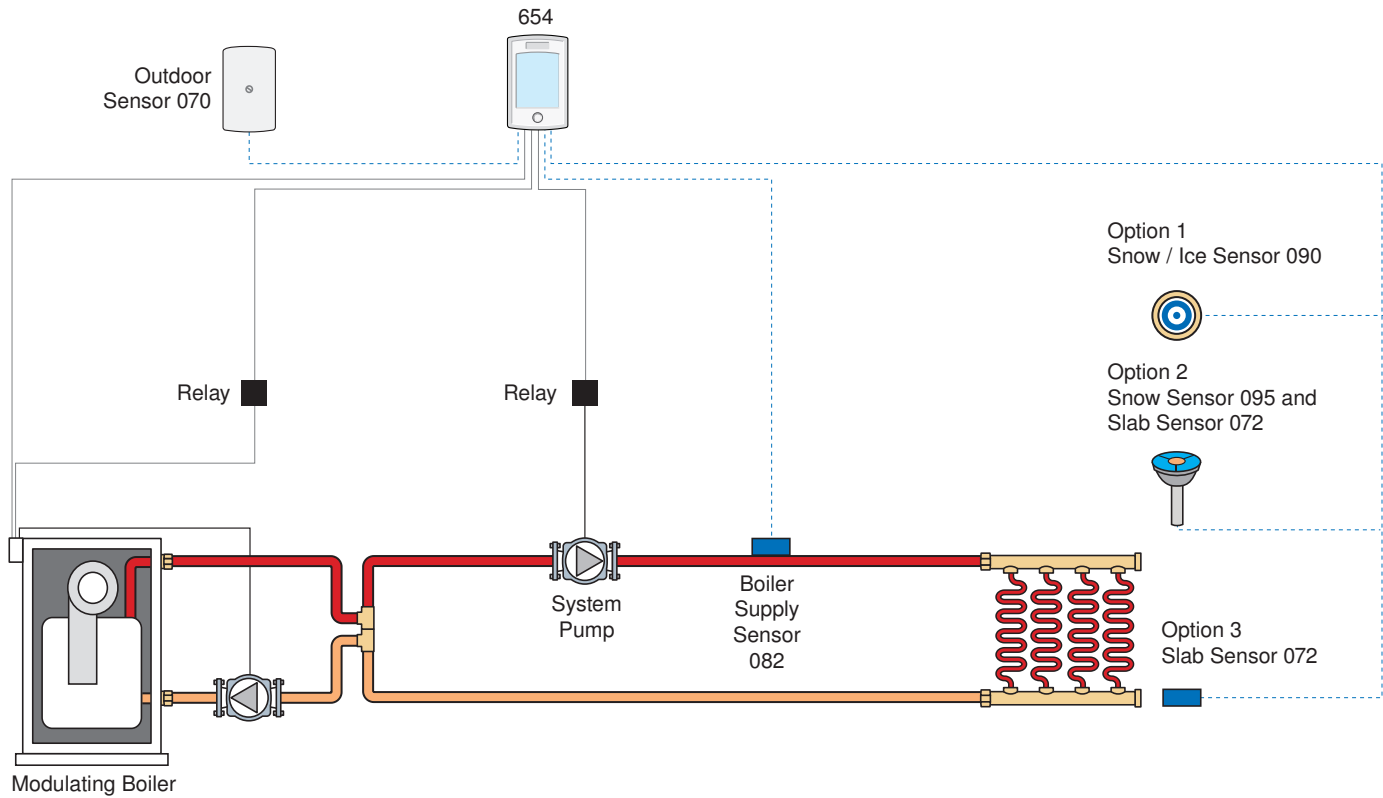 654
Outdoor
Sensor 070
Option 1
Snow / Ice Sensor 090
Relay
Relay
Option 2
Snow Sensor 095 and
Slab Sensor 072
System
Pump
Boiler
Supply
Sensor
082
Option 3
Slab Sensor 072
Modulating Boiler